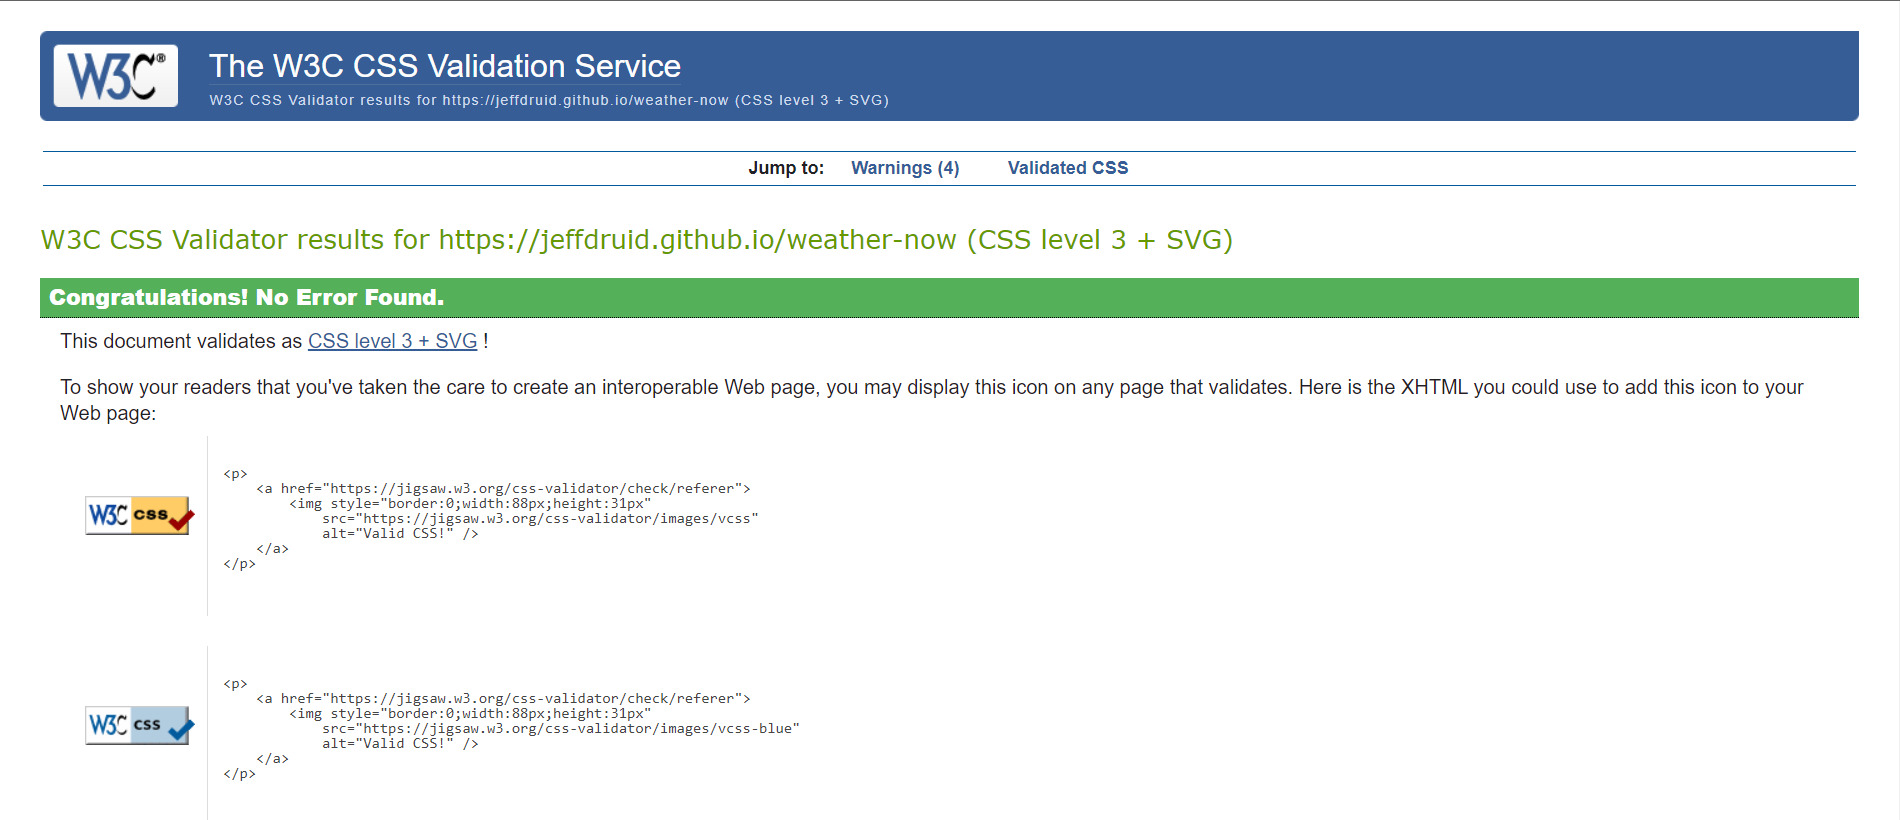 W3C®
The W3C CSS Validation Service
W3C CSS Validator results for https://jeffdruid.github.io/weather-now (CSS level 3 + SVG)
Jump to: Warnings (4) Validated CSS
W3C CSS Validator results for https://jeffdruid.github.io/weather-now (CSS level 3 + SVG)
Congratulations! No Error Found.
This document validates as CSS level 3 + SVG !
To show your readers that you've taken the care to create an interoperable Web page, you may display this icon on any page that validates. Here is the XHTML you could use to add this icon to your
Web page:
W3C css
<p>
    <a href="https://jigsaw.w3.org/css-validator/check/referer">
        <img style="border:0;width:88px;height:31px"
            src="https://jigsaw.w3.org/css-validator/images/vcss"
            alt="Valid CSS!" />
    </a>
</p>
W3C css
<p>
    <a href="https://jigsaw.w3.org/css-validator/check/referer">
        <img style="border:0;width:88px;height:31px"
            src="https://jigsaw.w3.org/css-validator/images/vcss-blue"
            alt="Valid CSS!" />
    </a>
</p>